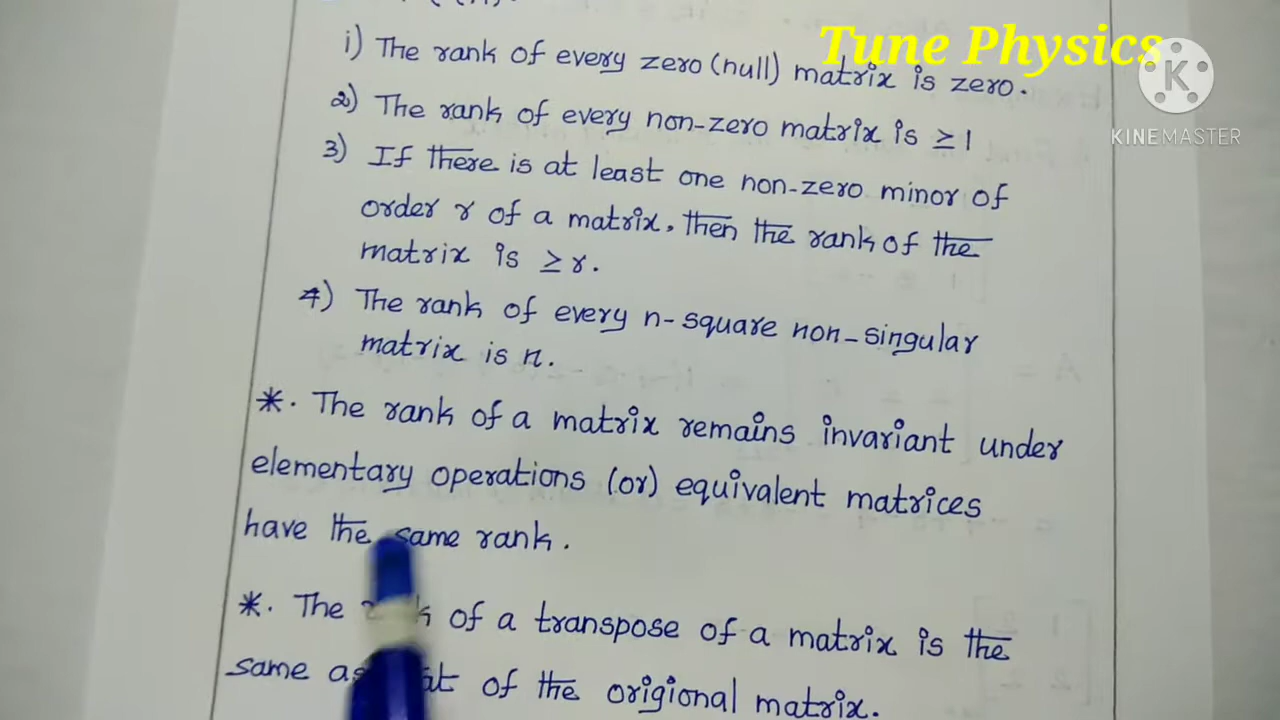 Tune Physics
KINEMASTER
i) The rank of every zero (null) matrix is zero.
2) The rank of every non-zero matrix is ≥1
3) If there is at least one non-zero minor of
order r of a matrix, then the rank of the
matrix is ≥r.
4) The rank of every n-square non-singular
matrix is n.
*. The rank of a matrix remains invariant under
elementary operations (or) equivalent matrices
have the same rank.
*. The of a transpose of a matrix is the
same of the origional matrix.